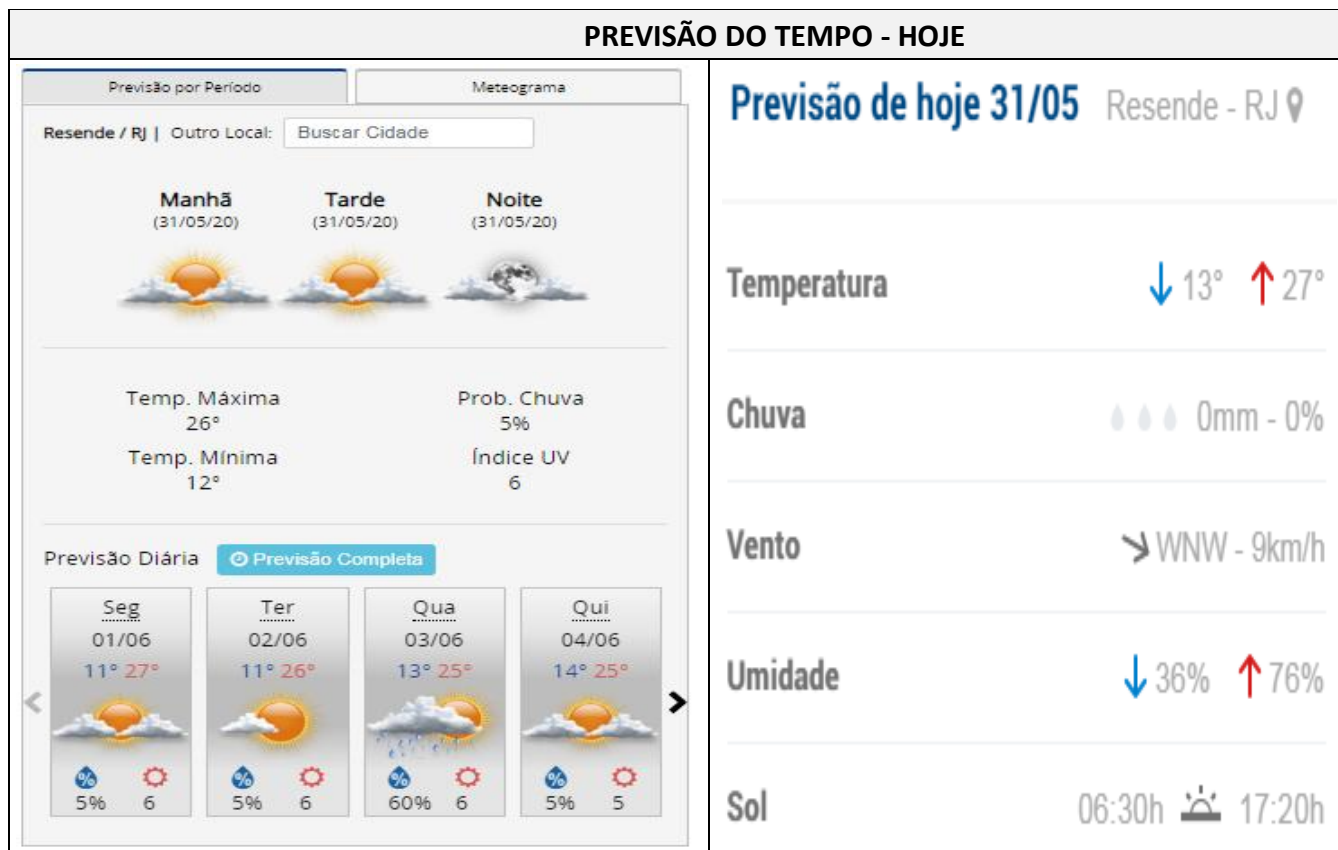 PREVISÃO DO TEMPO - HOJE
Previsão por Período
Meteograma
Resende / RJ | Outro Local: Buscar Cidade
Manhã Tarde Noite
(31/05/20) (31/05/20) (31/05/20)
Temp. Máxima Prob. Chuva
26° 5%
Temp. Mínima Índice UV
12° 6
Previsão Diária Previsão Completa
Seg Ter Qua Qui
01/06 02/06 03/06 04/06
11° 27° 11° 26° 13° 25° 14° 25°
% % % %
5% 6 5% 6 60% 6 5% 5
Previsão de hoje 31/05 Resende - RJ
Temperatura 13° 27°
Chuva 0mm - 0%
Vento WNW - 9km/h
Umidade 36% 76%
Sol 06:30h 17:20h